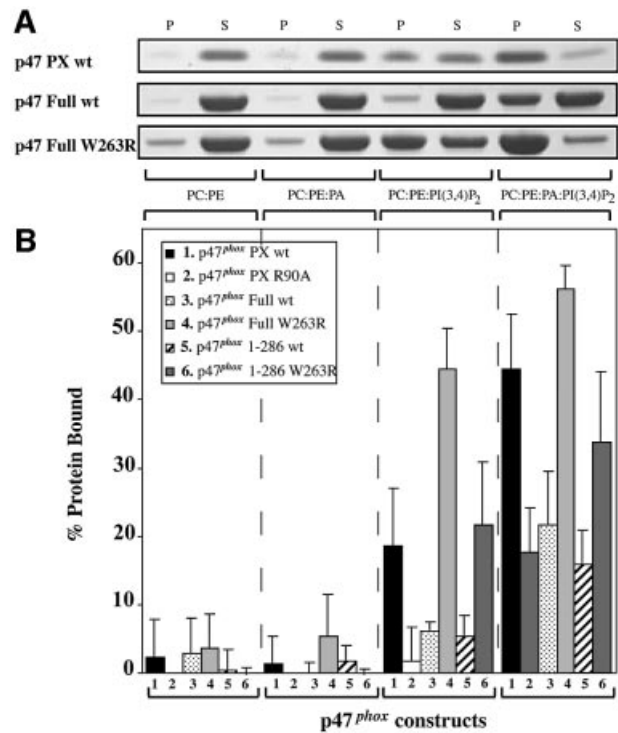 A
P S P S P S P S
p47 PX wt
p47 Full wt
p47 Full W263R
PC:PE PC:PE:PA PC:PE:PI(3,4)P2 PC:PE:PA:PI(3,4)P2
B
1. p47phox PX wt
2. p47phox PX R90A
3. p47phox Full wt
4. p47phox Full W263R
5. p47phox 1-286 wt
6. p47phox 1-286 W263R
% Protein Bound
60
50
40
30
20
10
0
1 2 3 4 5 6 1 2 3 4 5 6 1 2 3 4 5 6 1 2 3 4 5 6
p47phox constructs